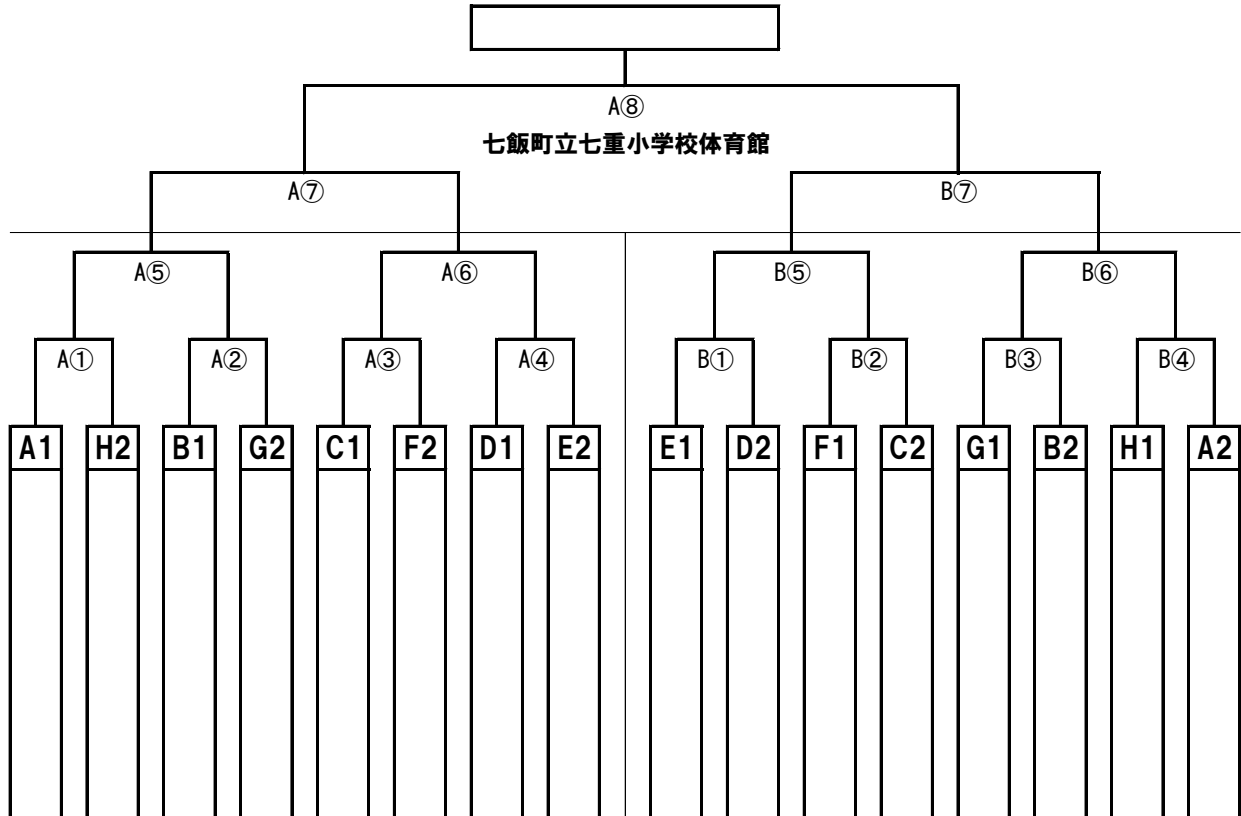 A⑧
七飯町立七重小学校体育館
A⑦ B⑦
A⑤ A⑥ B⑤ B⑥
A① A② A③ A④ B① B② B③ B④
A1 H2 B1 G2 C1 F2 D1 E2 E1 D2 F1 C2 G1 B2 H1 A2